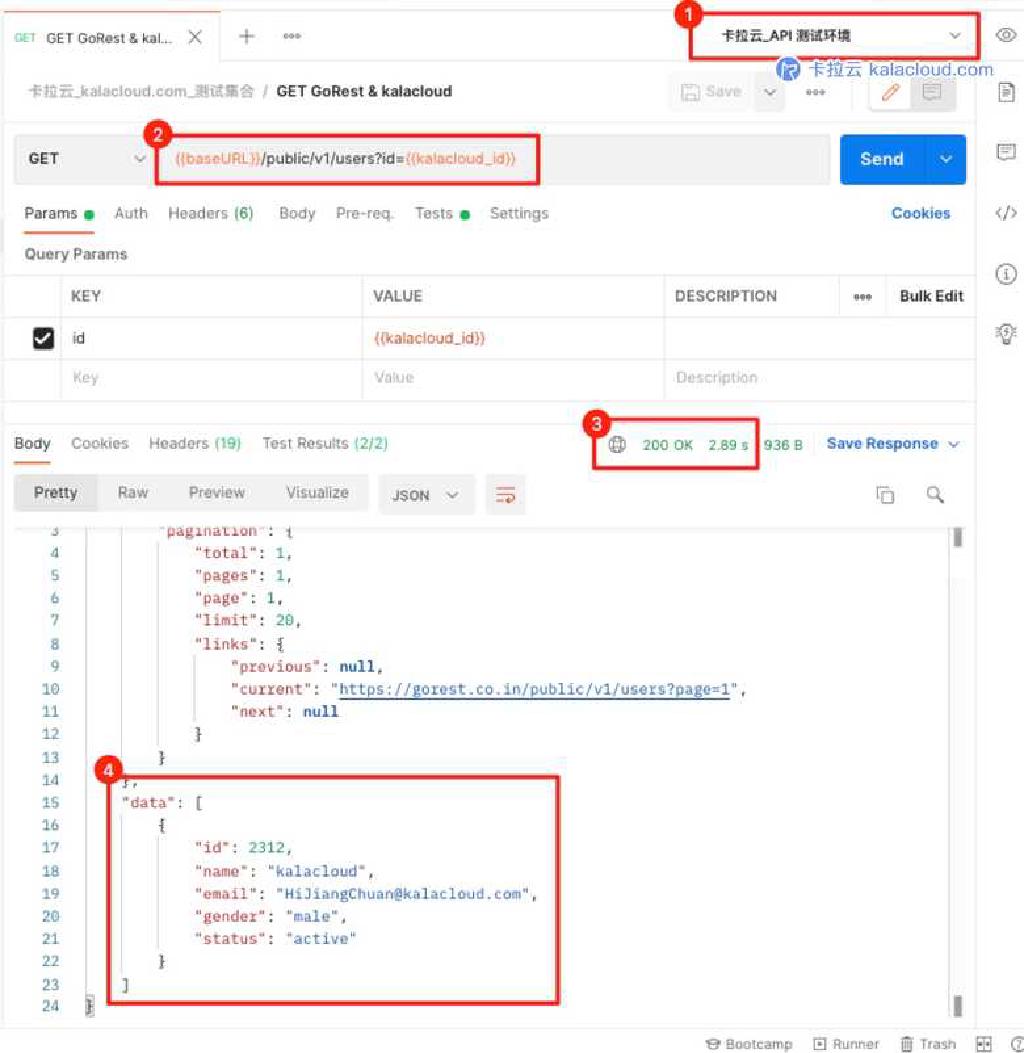 GET GET GoRest & kal...
卡拉云_API 测试环境
卡拉云 kalacloud.com
卡拉云_kalacloud.com_测试集合 / GET GoRest & kalacloud
Save
GET {{baseURL}}/public/v1/users?id={{kalacloud_id}} Send
Params Auth Headers (6) Body Pre-req. Tests Settings Cookies
Query Params
KEY VALUE DESCRIPTION Bulk Edit
id {{kalacloud_id}}
Key Value Description
Body Cookies Headers (19) Test Results (2/2) 200 OK 2.89 s 936 B Save Response
Pretty Raw Preview Visualize JSON
3 "pagination": {
4 "total": 1,
5 "pages": 1,
6 "page": 1,
7 "limit": 20,
8 "links": {
9 "previous": null,
10 "current": "https://gorest.co.in/public/v1/users?page=1",
11 "next": null
12 }
13 }
14 },
15 "data": [
16 {
17 "id": 2312,
18 "name": "kalacloud",
19 "email": "HiJiangChuan@kalacloud.com",
20 "gender": "male",
21 "status": "active"
22 }
23 ]
24 }
1
2
3
4
Bootcamp Runner Trash